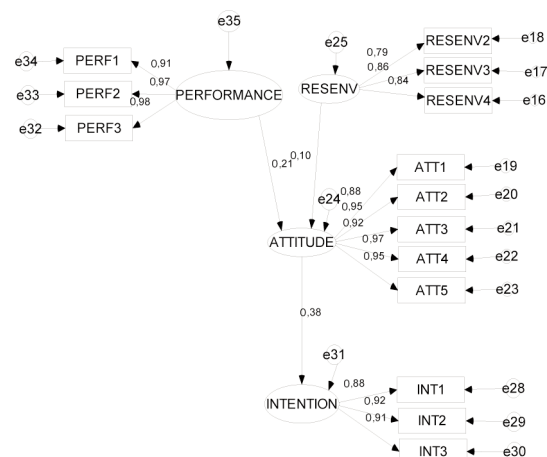 e35
e34
PERF1
0,91
e33
PERF2
0,97
e32
PERF3
0,98
PERFORMANCE
e25
RESENV
0,79
RESENV2
e18
0,86
RESENV3
e17
0,84
RESENV4
e16
0,21
0,10
e24
ATTITUDE
0,88
ATT1
e19
0,95
ATT2
e20
0,92
ATT3
e21
0,97
ATT4
e22
0,95
ATT5
e23
0,38
e31
INTENTION
0,88
INT1
e28
0,92
INT2
e29
0,91
INT3
e30